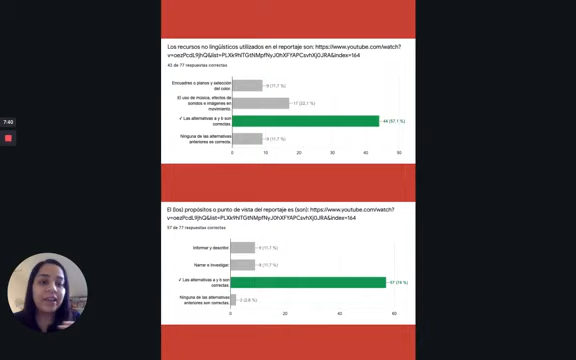 Los recursos no lingüísticos utilizados en el reportaje son: https://www.youtube.com/watch?
v=oezPcdL9jhQ&list=PLXk9hlTGtNMpfNyJ0hXFYAPCsvhXj0JRA&index=164
42 de 77 respuestas correctas
Encuadres o planos y selección
del color.
9 (11,7 %)
El uso de música, efectos de
sonidos e imágenes en
movimiento.
17 (22,1 %)
✓ Las alternativas a y b son
correctas.
44 (57,1 %)
Ninguna de las alternativas
anteriores es correcta.
9 (11,7 %)
0 10 20 30 40 50
7:40
El (los) propósitos o punto de vista del reportaje es (son): https://www.youtube.com/watch?
v=oezPcdL9jhQ&list=PLXk9hlTGtNMpfNyJ0hXFYAPCsvhXj0JRA&index=164
57 de 77 respuestas correctas
Informar y describir.
9 (11,7 %)
Narrar e investigar.
9 (11,7 %)
✓ Las alternativas a y b son
correctas.
57 (74 %)
Ninguna de las alternativas
anteriores son correctas.
2 (2,6 %)
0 20 40 60